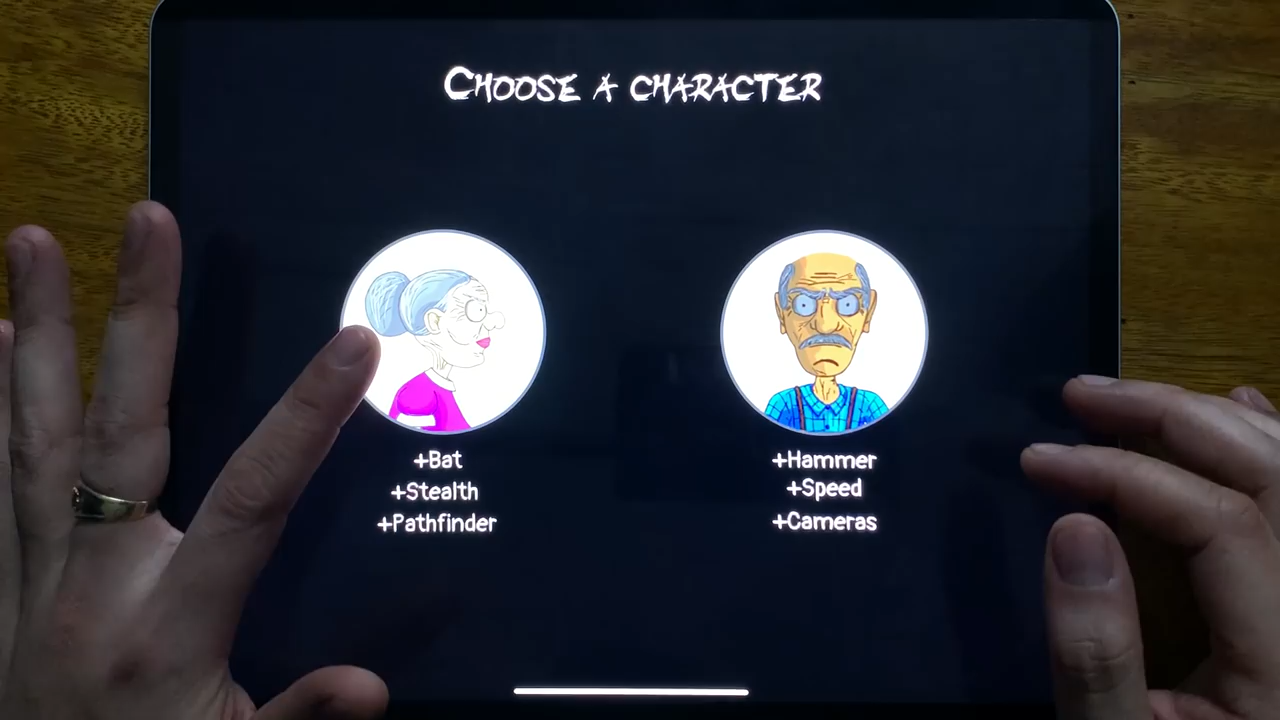 CHOOSE A CHARACTER
+Bat
+Stealth
+Pathfinder
+Hammer
+Speed
+Cameras